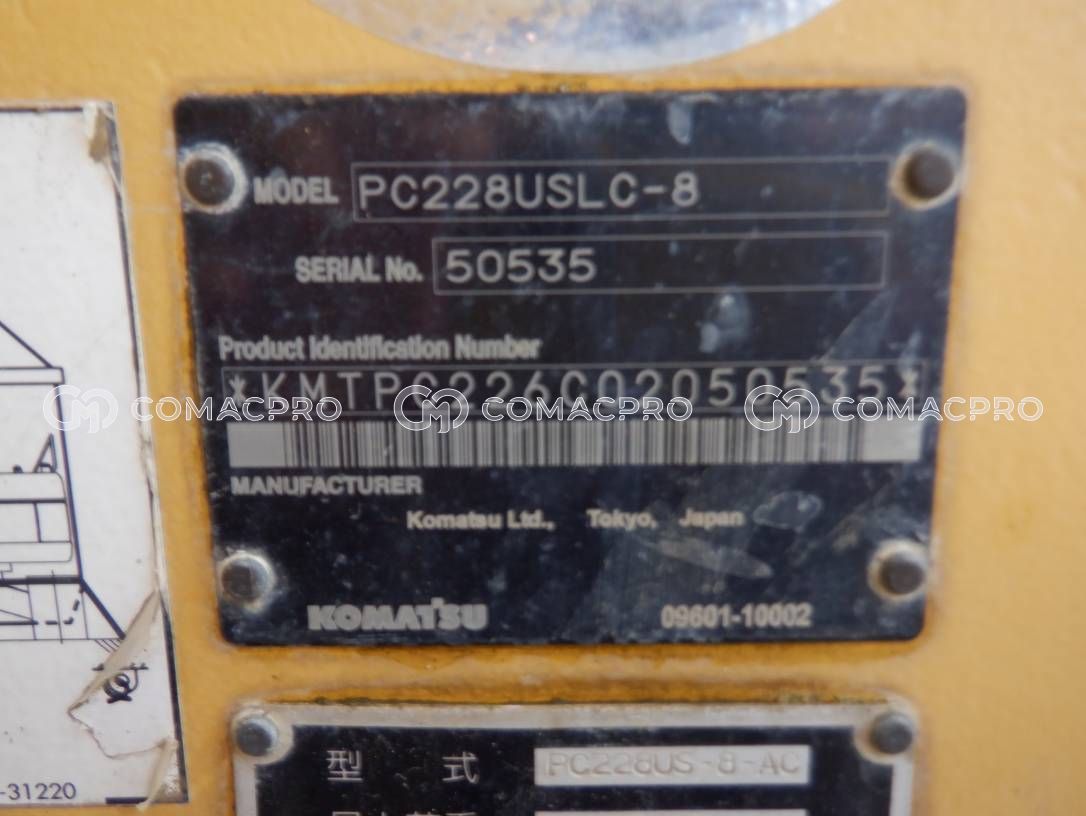 MODEL PC228USLC-8
SERIAL No. 50535
Product Identification Number
*KMTPC226C02050535*
COMACPRO COMACPRO COMACPRO
MANUFACTURER
Komatsu Ltd., Tokyo, Japan
KOMATSU 09601-10002
型 式 PC228US-8-AC
-31220